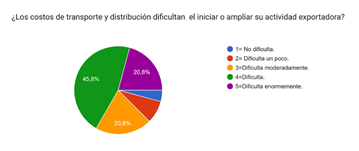 ¿Los costos de transporte y distribución dificultan el iniciar o ampliar su actividad exportadora?
20,8%
45,8%
20,8%
1= No dificulta.
2= Dificulta un poco.
3=Dificulta moderadamente.
4=Dificulta.
5=Dificulta enormemente.